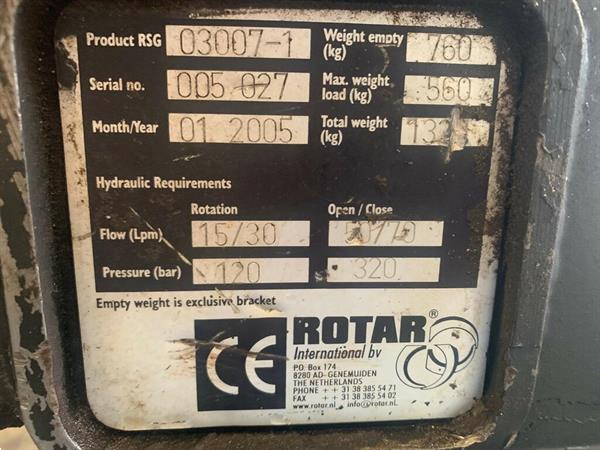 Product RSG 03007-1 Weight empty (kg) 760
Serial no. 005 027 Max. weight load (kg) 560
Month/Year 01 2005 Total weight (kg)
Hydraulic Requirements
Rotation Open / Close
Flow (Lpm) 15/30 50/70
Pressure (bar) 120 320
Empty weight is exclusive bracket
CE ROTAR®
International bv
P.O. Box 174
8280 AD- GENEMUIDEN
THE NETHERLANDS
PHONE ++ 31 38 385 54 71
FAX ++ 31 38 385 54 02
www.rotar.nl info@rotar.nL